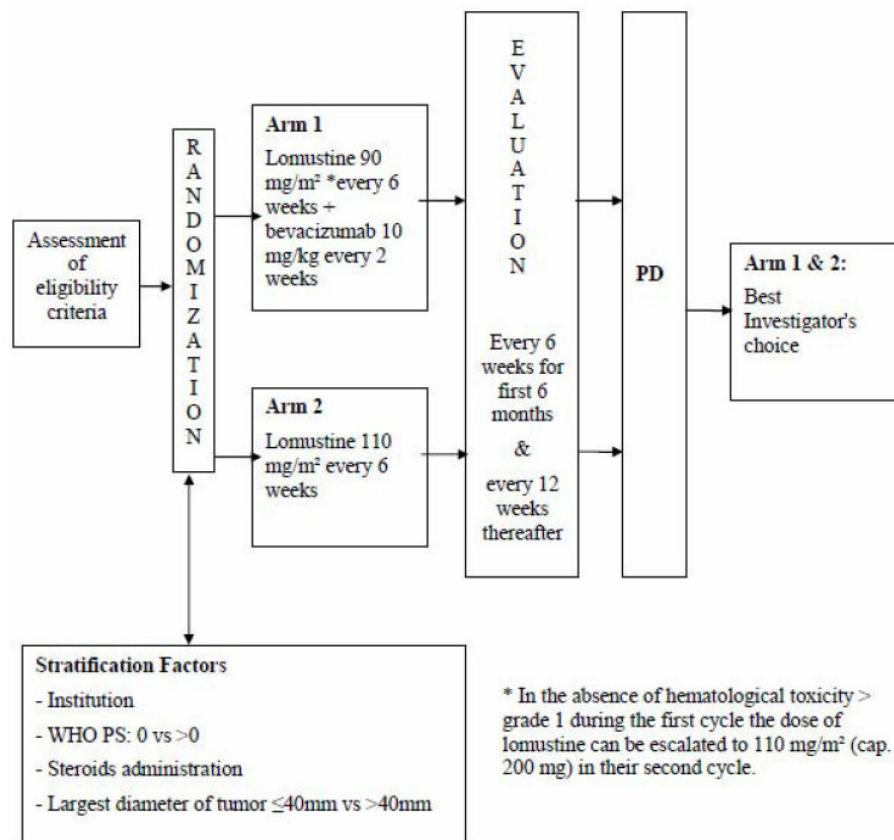 Assessment
of
eligibility
criteria
R
A
N
D
O
M
I
Z
A
T
I
O
N
Arm 1
Lomustine 90
mg/m² *every 6
weeks +
bevacizumab 10
mg/kg every 2
weeks
Arm 2
Lomustine 110
mg/m² every 6
weeks
E
V
A
L
U
A
T
I
O
N
Every 6
weeks for
first 6
months
&
every 12
weeks
thereafter
PD
Arm 1 & 2:
Best
Investigator's
choice
Stratification Factors
- Institution
- WHO PS: 0 vs >0
- Steroids administration
- Largest diameter of tumor ≤40mm vs >40mm
* In the absence of hematological toxicity >
grade 1 during the first cycle the dose of
lomustine can be escalated to 110 mg/m² (cap.
200 mg) in their second cycle.